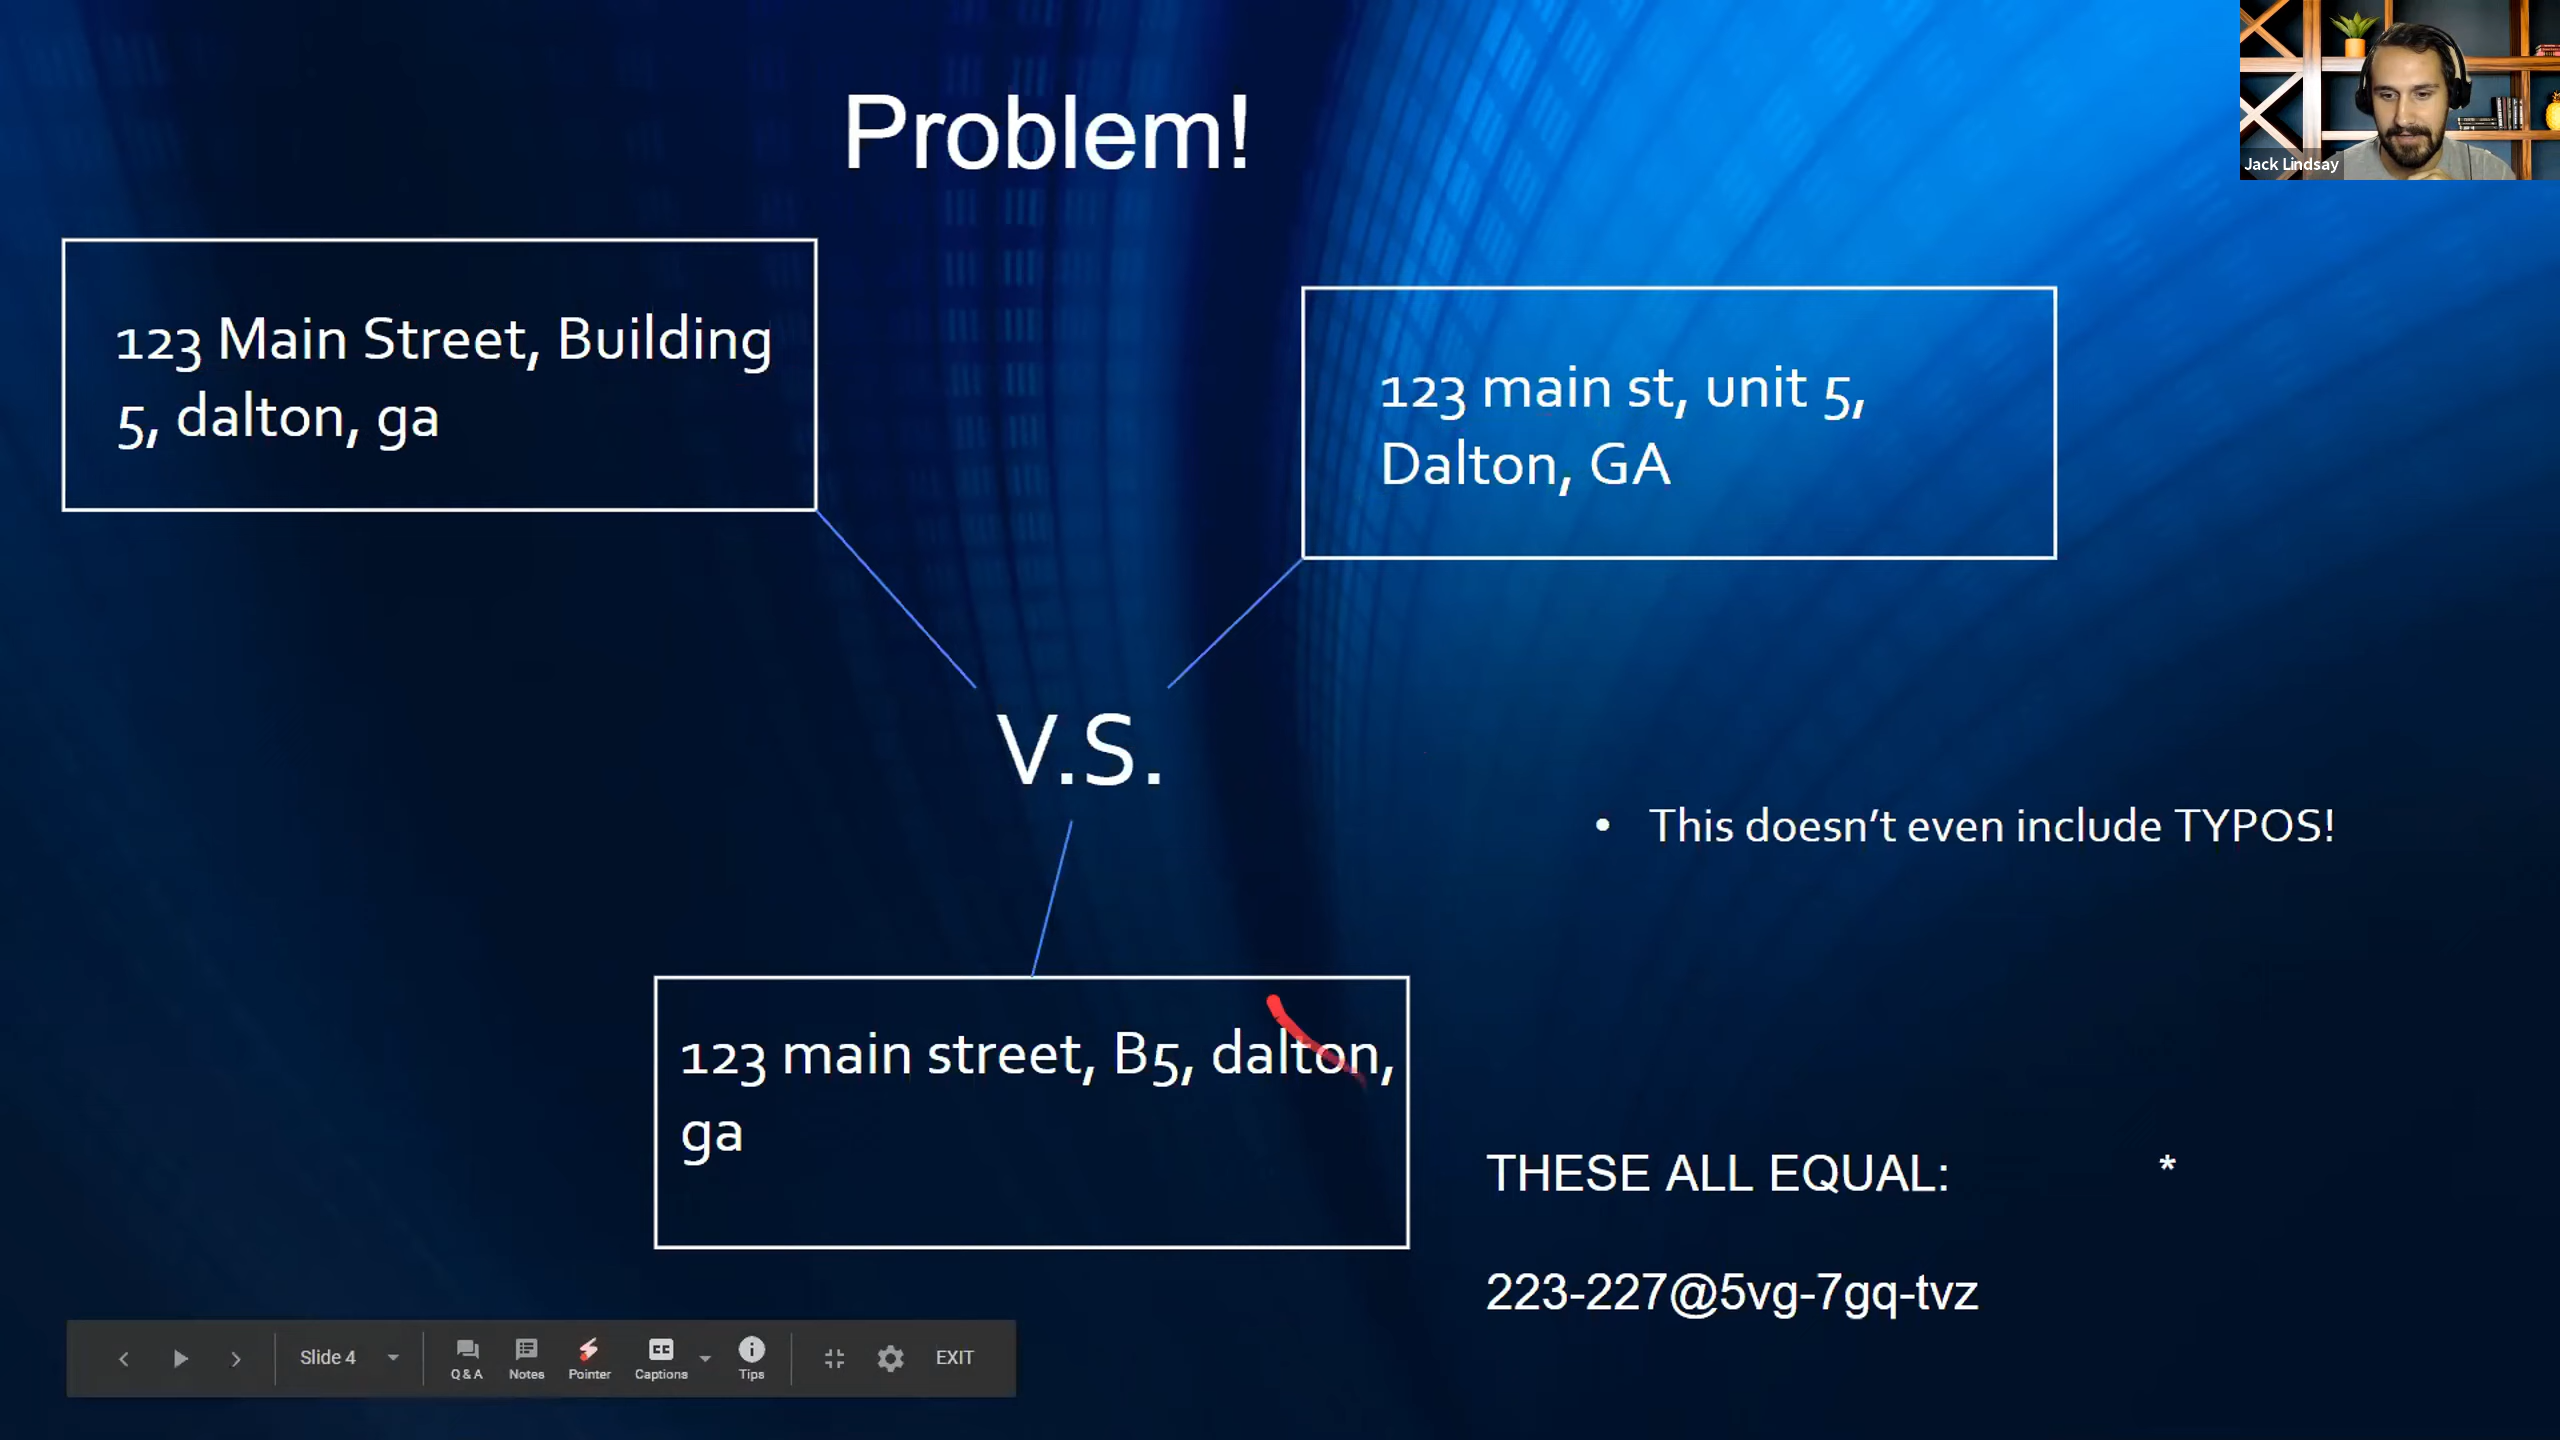 Problem!
Jack Lindsay
123 Main Street, Building
5, dalton, ga
123 main st, unit 5,
Dalton, GA
V.S.
• This doesn't even include TYPOS!
123 main street, B5, dalton,
ga
THESE ALL EQUAL: *
223-227@5vg-7gq-tvz
Slide 4 Q & A Notes Pointer CC Captions Tips EXIT